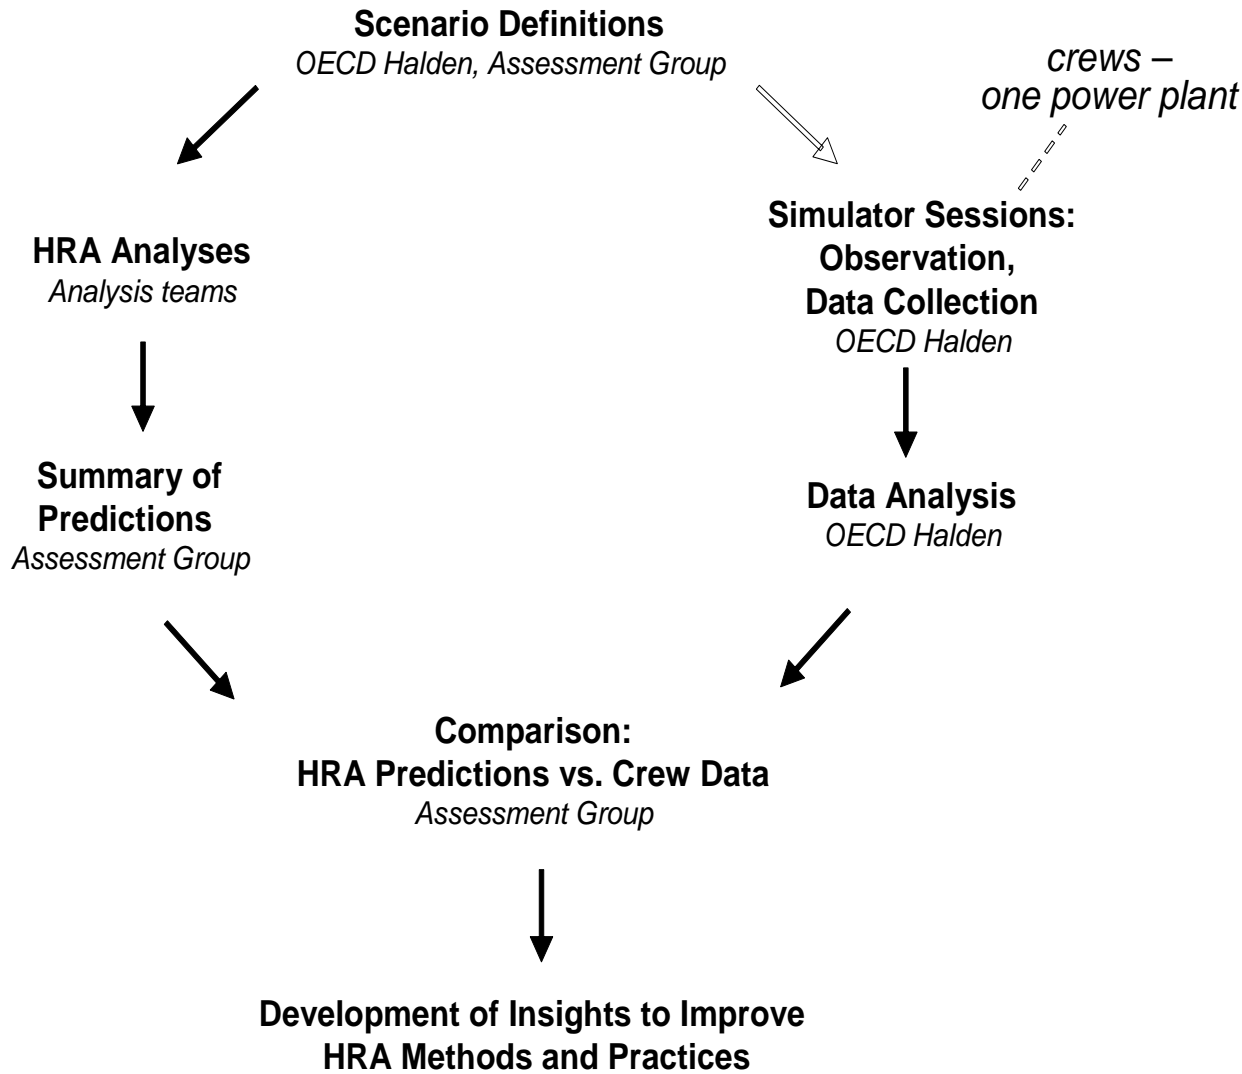 Scenario Definitions
OECD Halden, Assessment Group
crews –
one power plant
HRA Analyses
Analysis teams
Simulator Sessions:
Observation,
Data Collection
OECD Halden
Summary of
Predictions
Assessment Group
Data Analysis
OECD Halden
Comparison:
HRA Predictions vs. Crew Data
Assessment Group
Development of Insights to Improve
HRA Methods and Practices